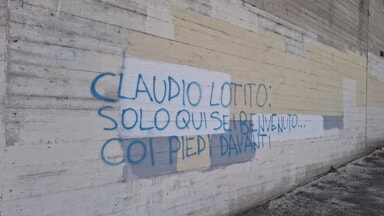 CLAUDIO LOTITO:
SOLO QUI SEI BENVENUTO...
COI PIEDI DAVANTI